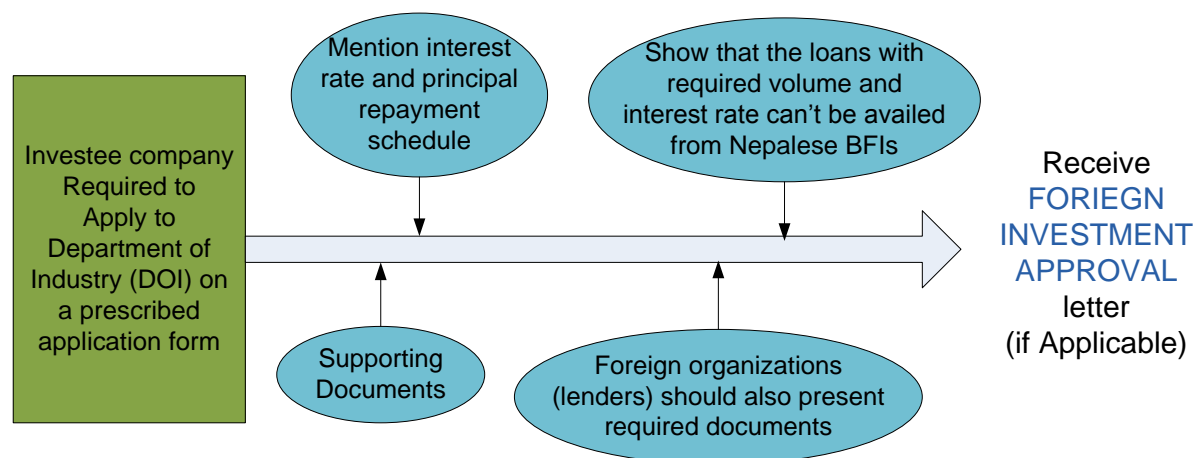 Investee company
Required to
Apply to
Department of
Industry (DOI) on
a prescribed
application form
Mention interest
rate and principal
repayment
schedule
Show that the loans with
required volume and
interest rate can't be availed
from Nepalese BFIs
Supporting
Documents
Foreign organizations
(lenders) should also present
required documents
Receive
FORIEGN
INVESTMENT
APPROVAL
letter
(if Applicable)